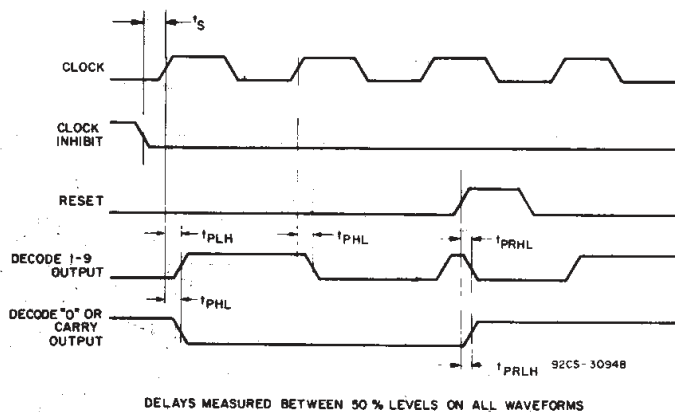 tS
CLOCK
CLOCK
INHIBIT
RESET
tPLH
tPHL
tPRHL
DECODE 1-9
OUTPUT
tPHL
DECODE "O" OR
CARRY
OUTPUT
tPRLH
92CS-30948
DELAYS MEASURED BETWEEN 50 % LEVELS ON ALL WAVEFORMS